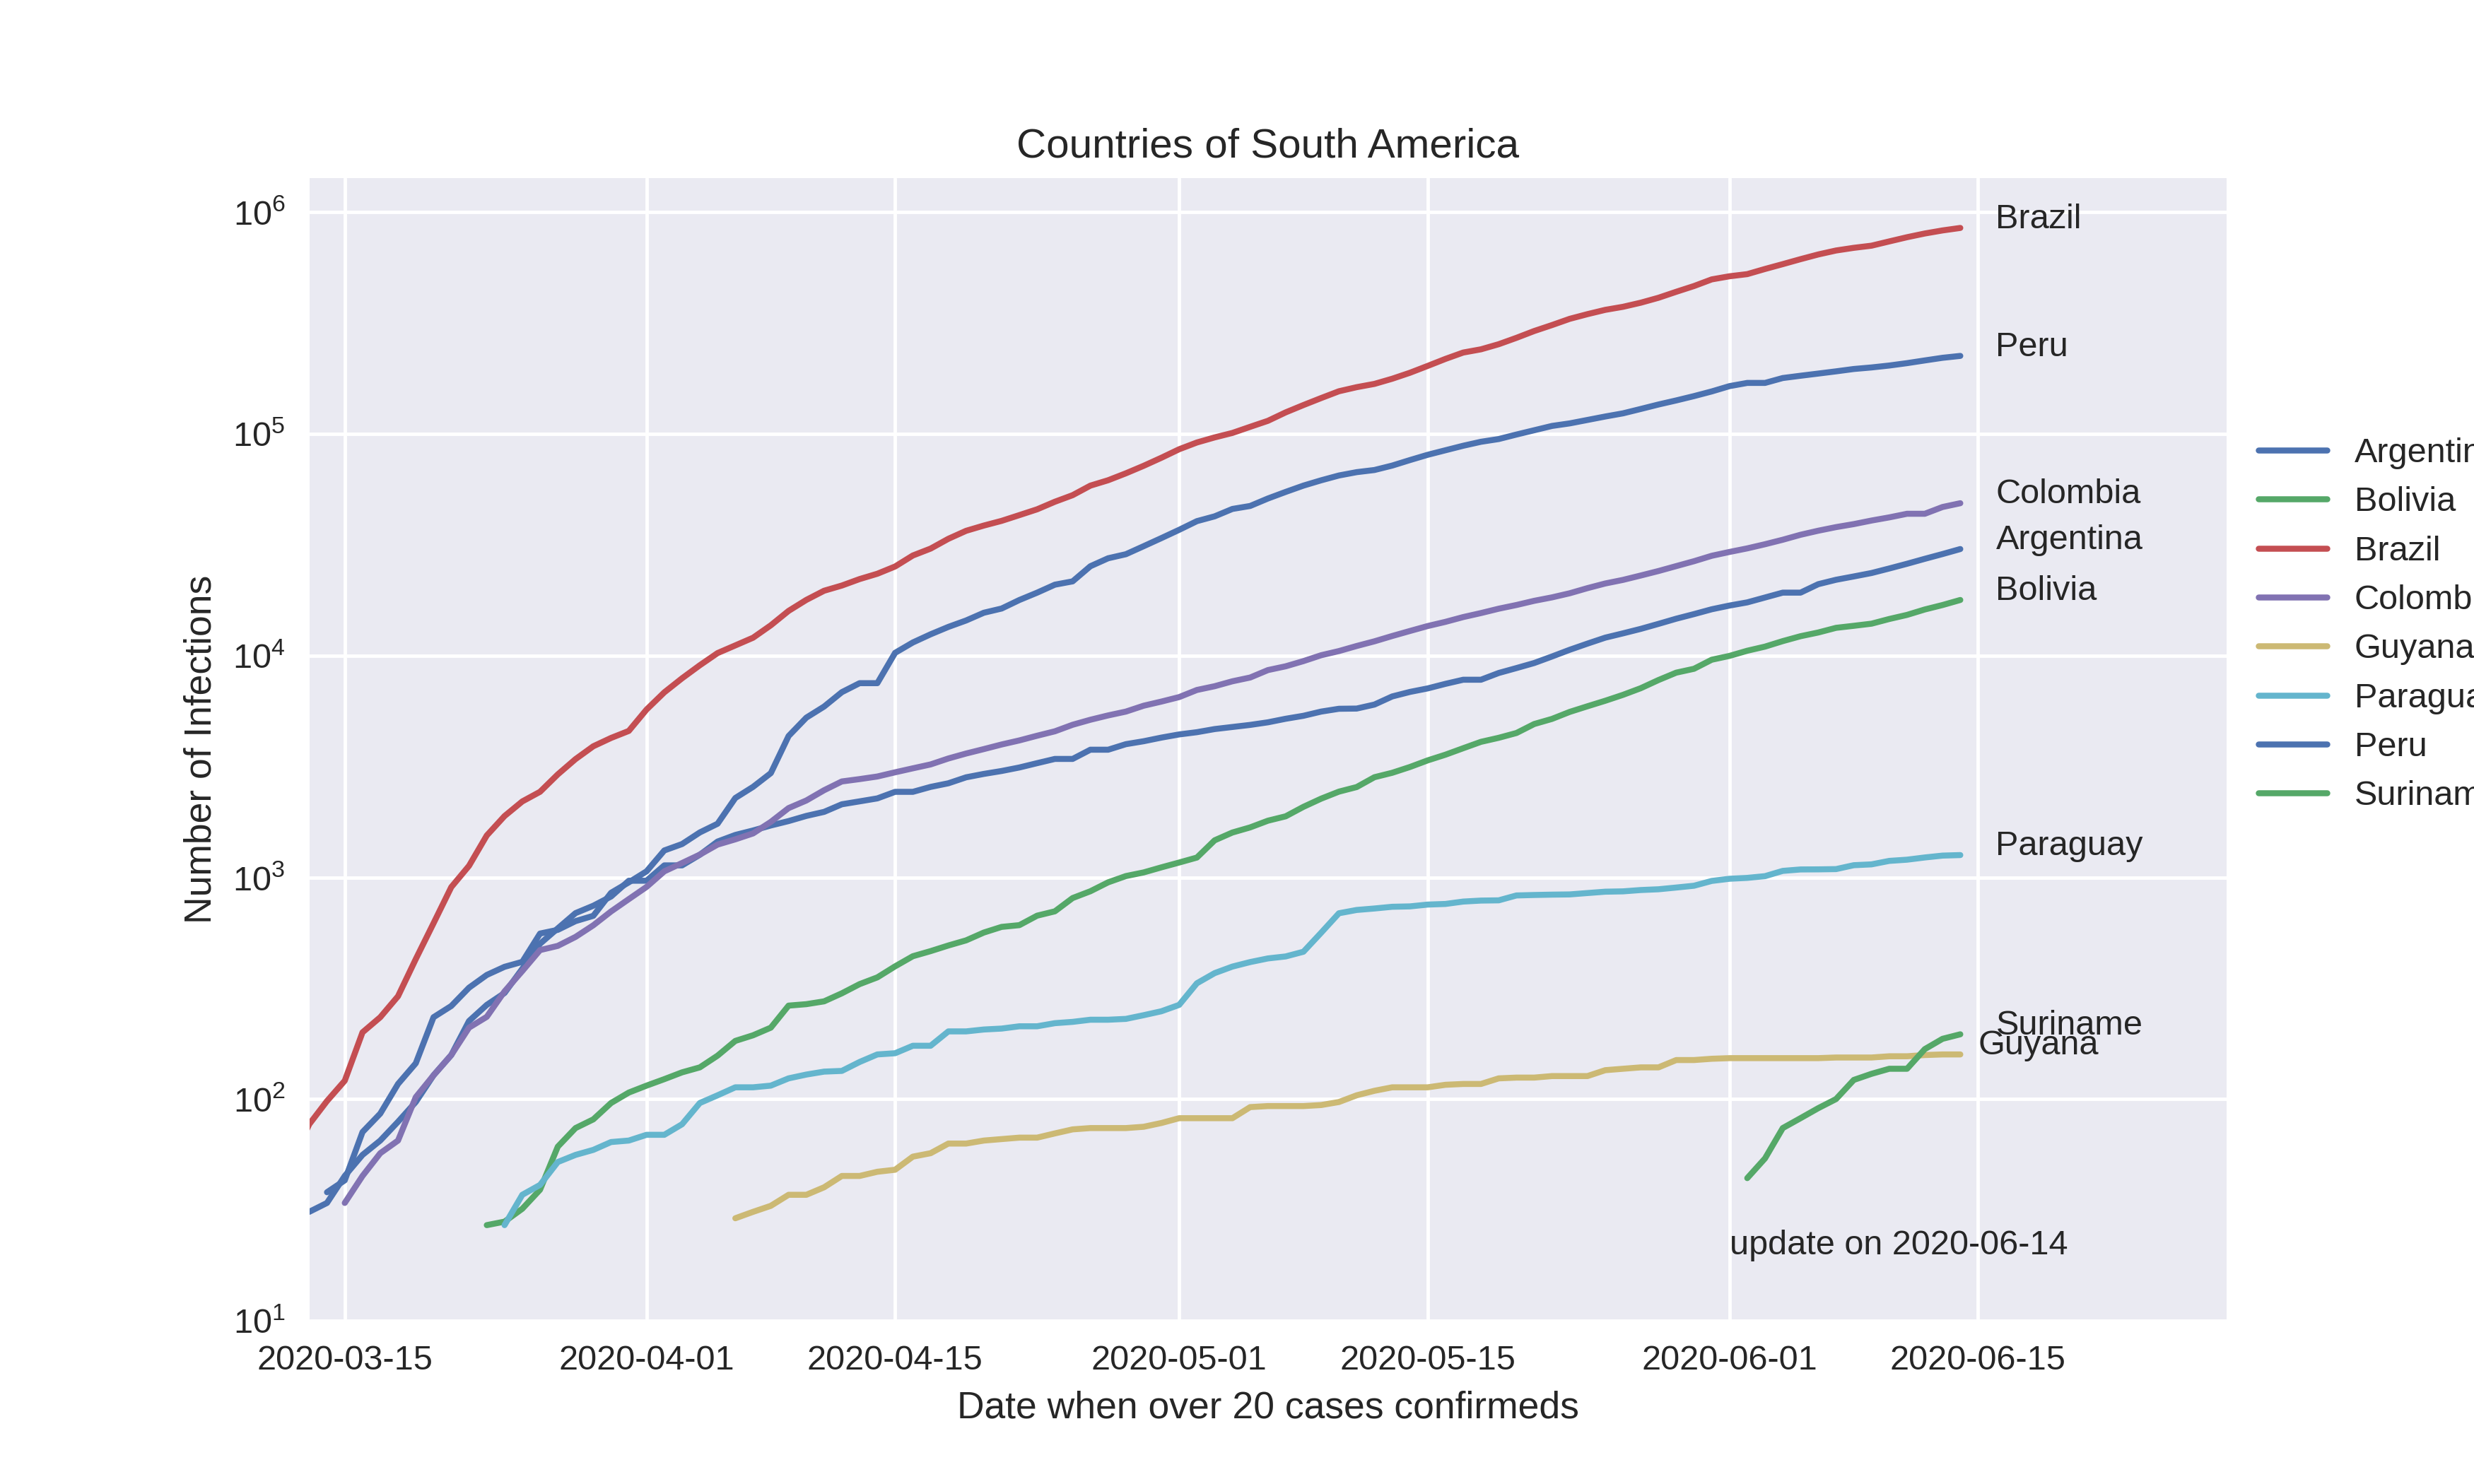 Countries of South America
10^6
10^5
10^4
10^3
10^2
10^1
Number of Infections
Brazil
Peru
Colombia
Argentina
Bolivia
Paraguay
Suriname
Guyana
update on 2020-06-14
2020-03-15 2020-04-01 2020-04-15 2020-05-01 2020-05-15 2020-06-01 2020-06-15
Date when over 20 cases confirmeds
Argentin
Bolivia
Brazil
Colomb
Guyana
Paragua
Peru
Surinam